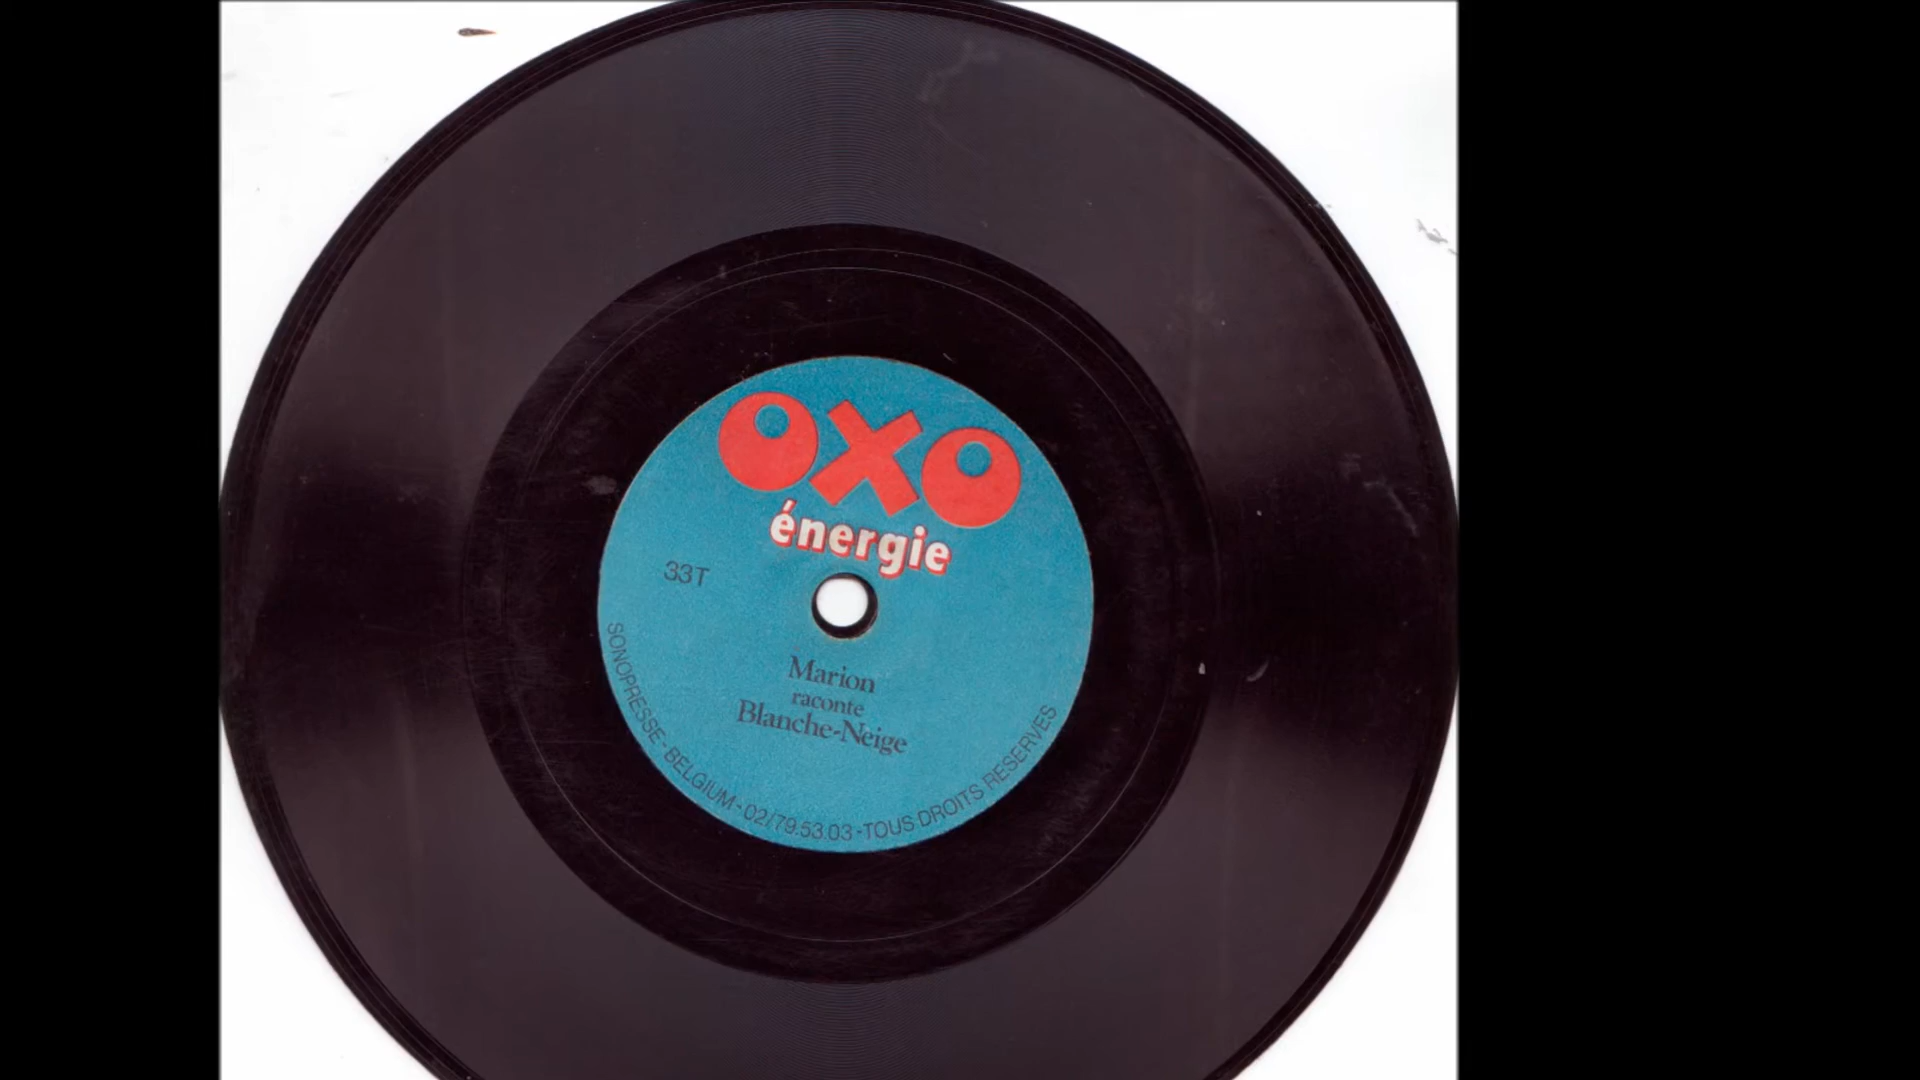 OXO
énergie
33T
Marion
raconte
Blanche-Neige
SONOPRESSE - BELGIUM - 02/79.53.03 - TOUS DROITS RESERVES